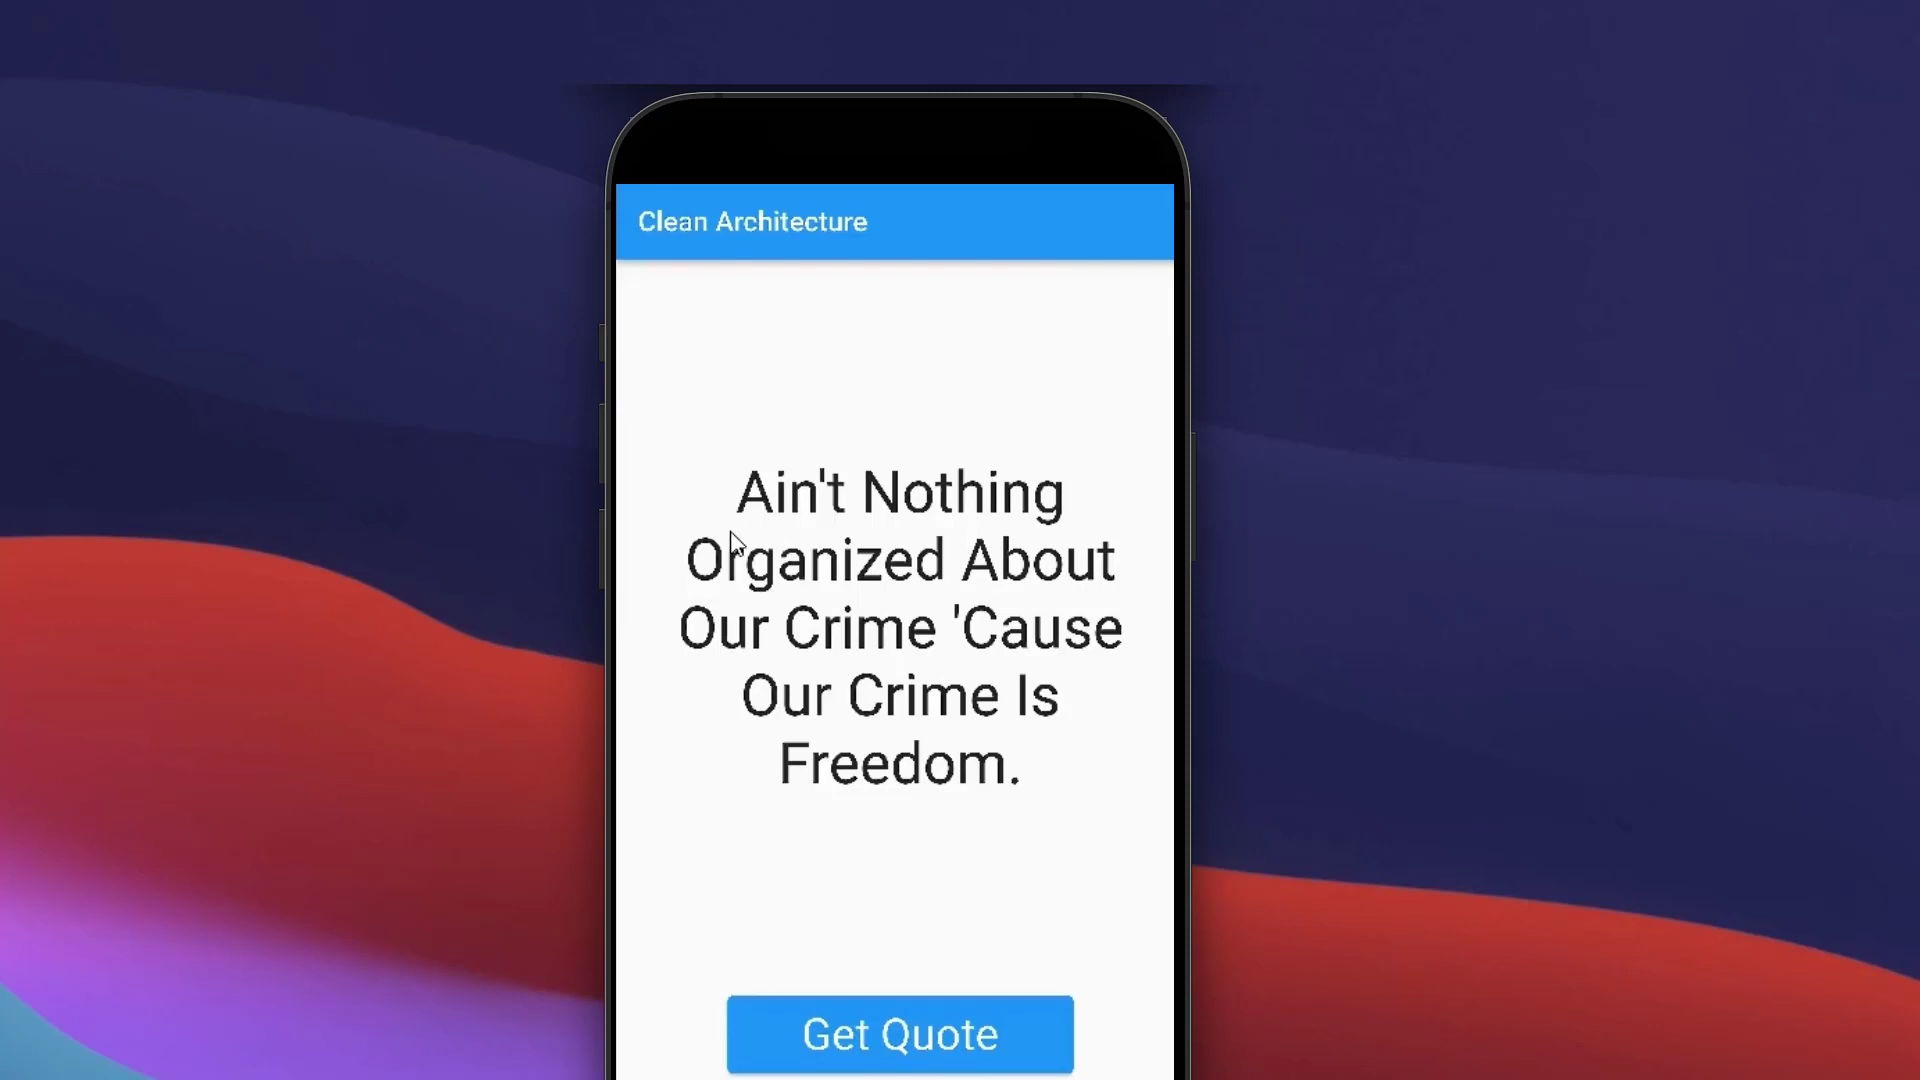 Clean Architecture
Ain't Nothing
Organized About
Our Crime 'Cause
Our Crime Is
Freedom.
Get Quote